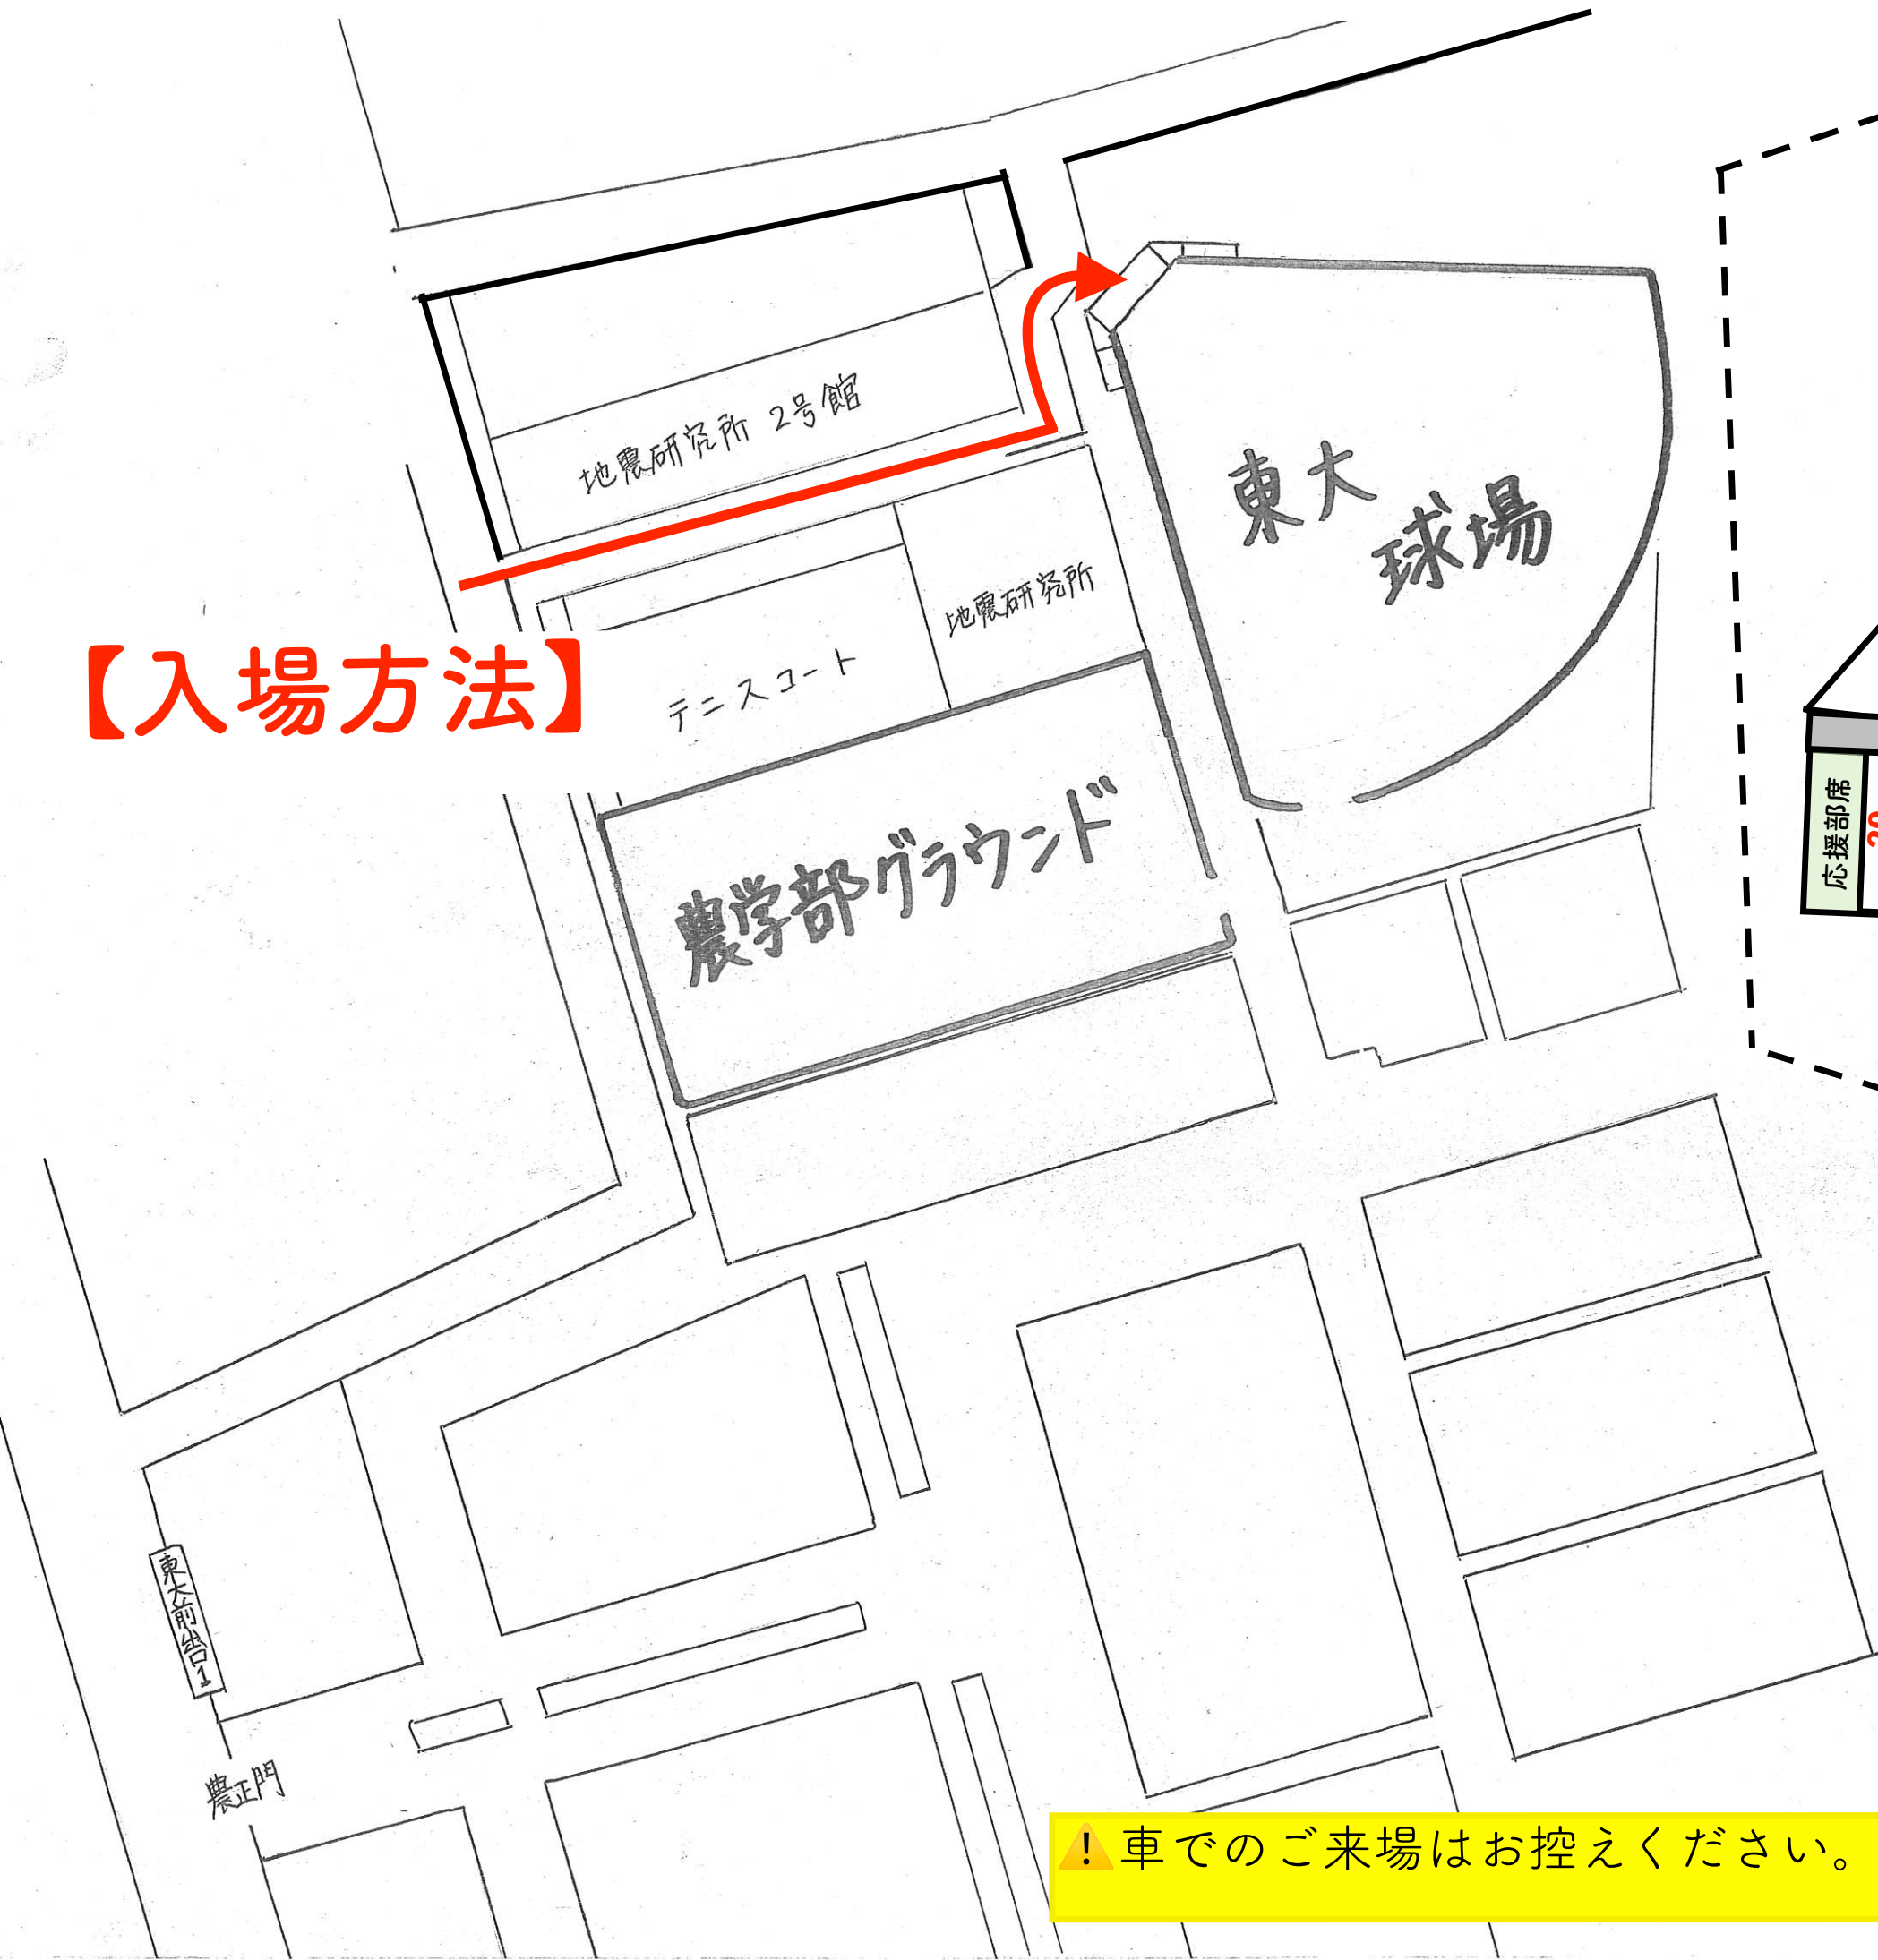 地震研究所 2号館
東大
球場
地震研究所
【入場方法】
テニスコート
農学部グラウンド
応援部席
東大前出口1
農正門
⚠️車でのご来場はお控えください。